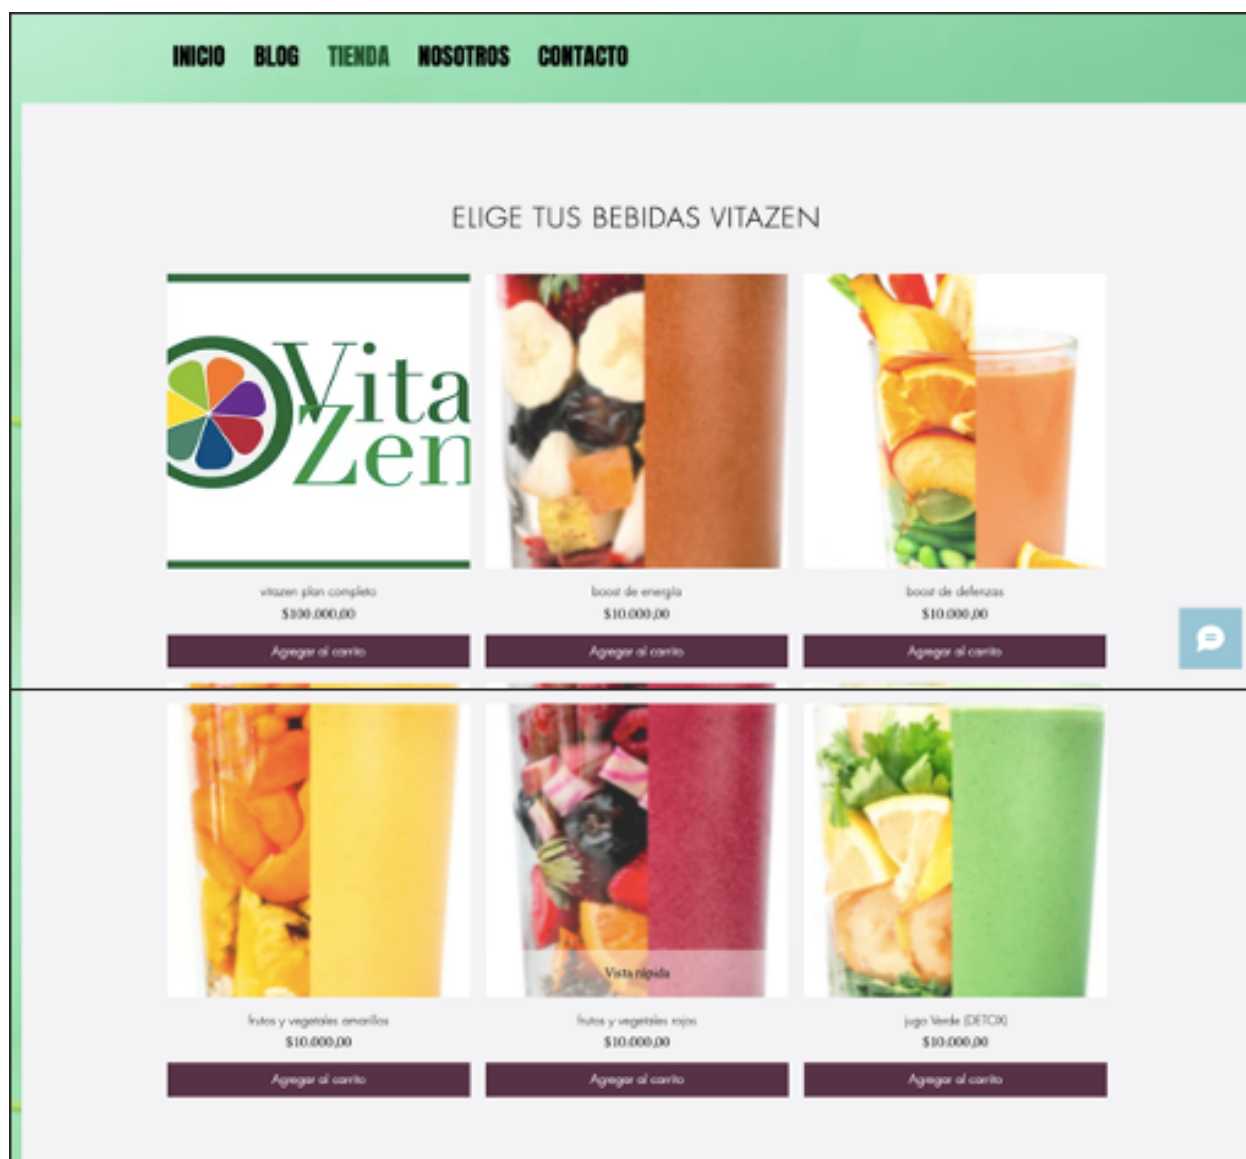 INICIO BLOG TIENDA NOSOTROS CONTACTO
ELIGE TUS BEBIDAS VITAZEN
Vita
Zen
vitazen plan completo
$100.000,00
Agregar al carrito
boost de energía
$10.000,00
Agregar al carrito
boost de defenzas
$10.000,00
Agregar al carrito
frutos y vegetales amarillos
$10.000,00
Agregar al carrito
Vista rápida
frutos y vegetales rojos
$10.000,00
Agregar al carrito
jugo Verde (DETOX)
$10.000,00
Agregar al carrito